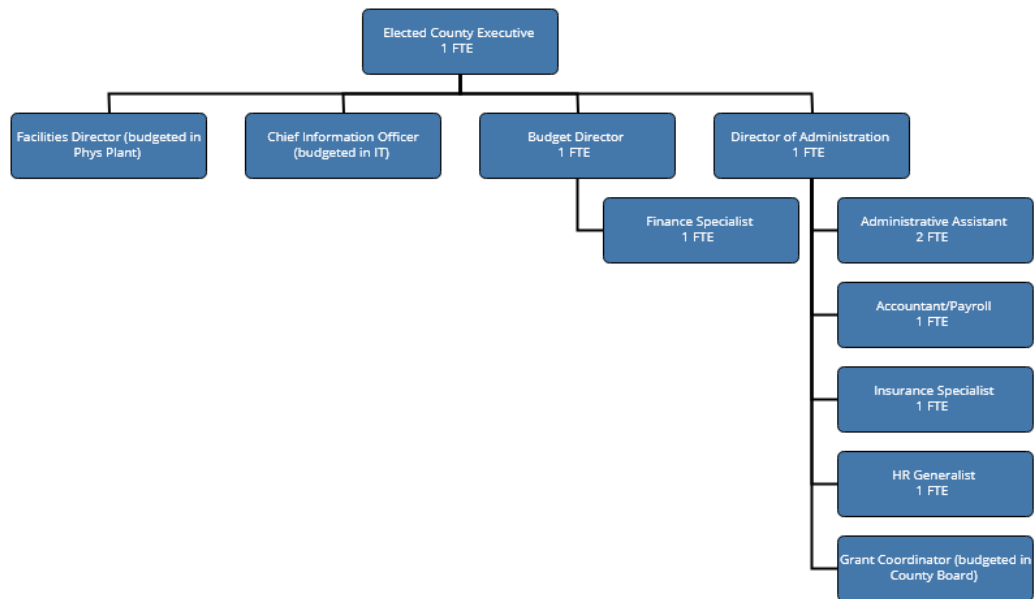 Elected County Executive
1 FTE
Facilities Director (budgeted in
Phys Plant)
Chief Information Officer
(budgeted in IT)
Budget Director
1 FTE
Director of Administration
1 FTE
Finance Specialist
1 FTE
Administrative Assistant
2 FTE
Accountant/Payroll
1 FTE
Insurance Specialist
1 FTE
HR Generalist
1 FTE
Grant Coordinator (budgeted in
County Board)